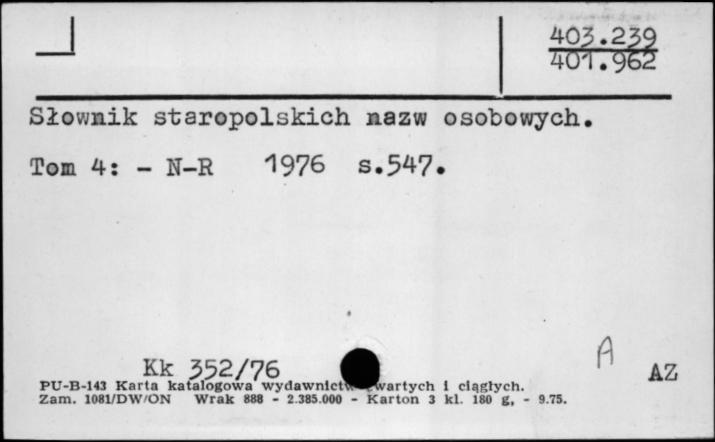 403.239
401.962
Słownik staropolskich nazw osobowych.
Tom 4: - N-R 1976 s.547.
Kk 352/76
A
AZ
PU-B-143 Karta katalogowa wydawnictw zwartych i ciągłych.
Zam. 1081/DW/ON Wrak 888 - 2.385.000 - Karton 3 kl. 180 g, - 9.75.